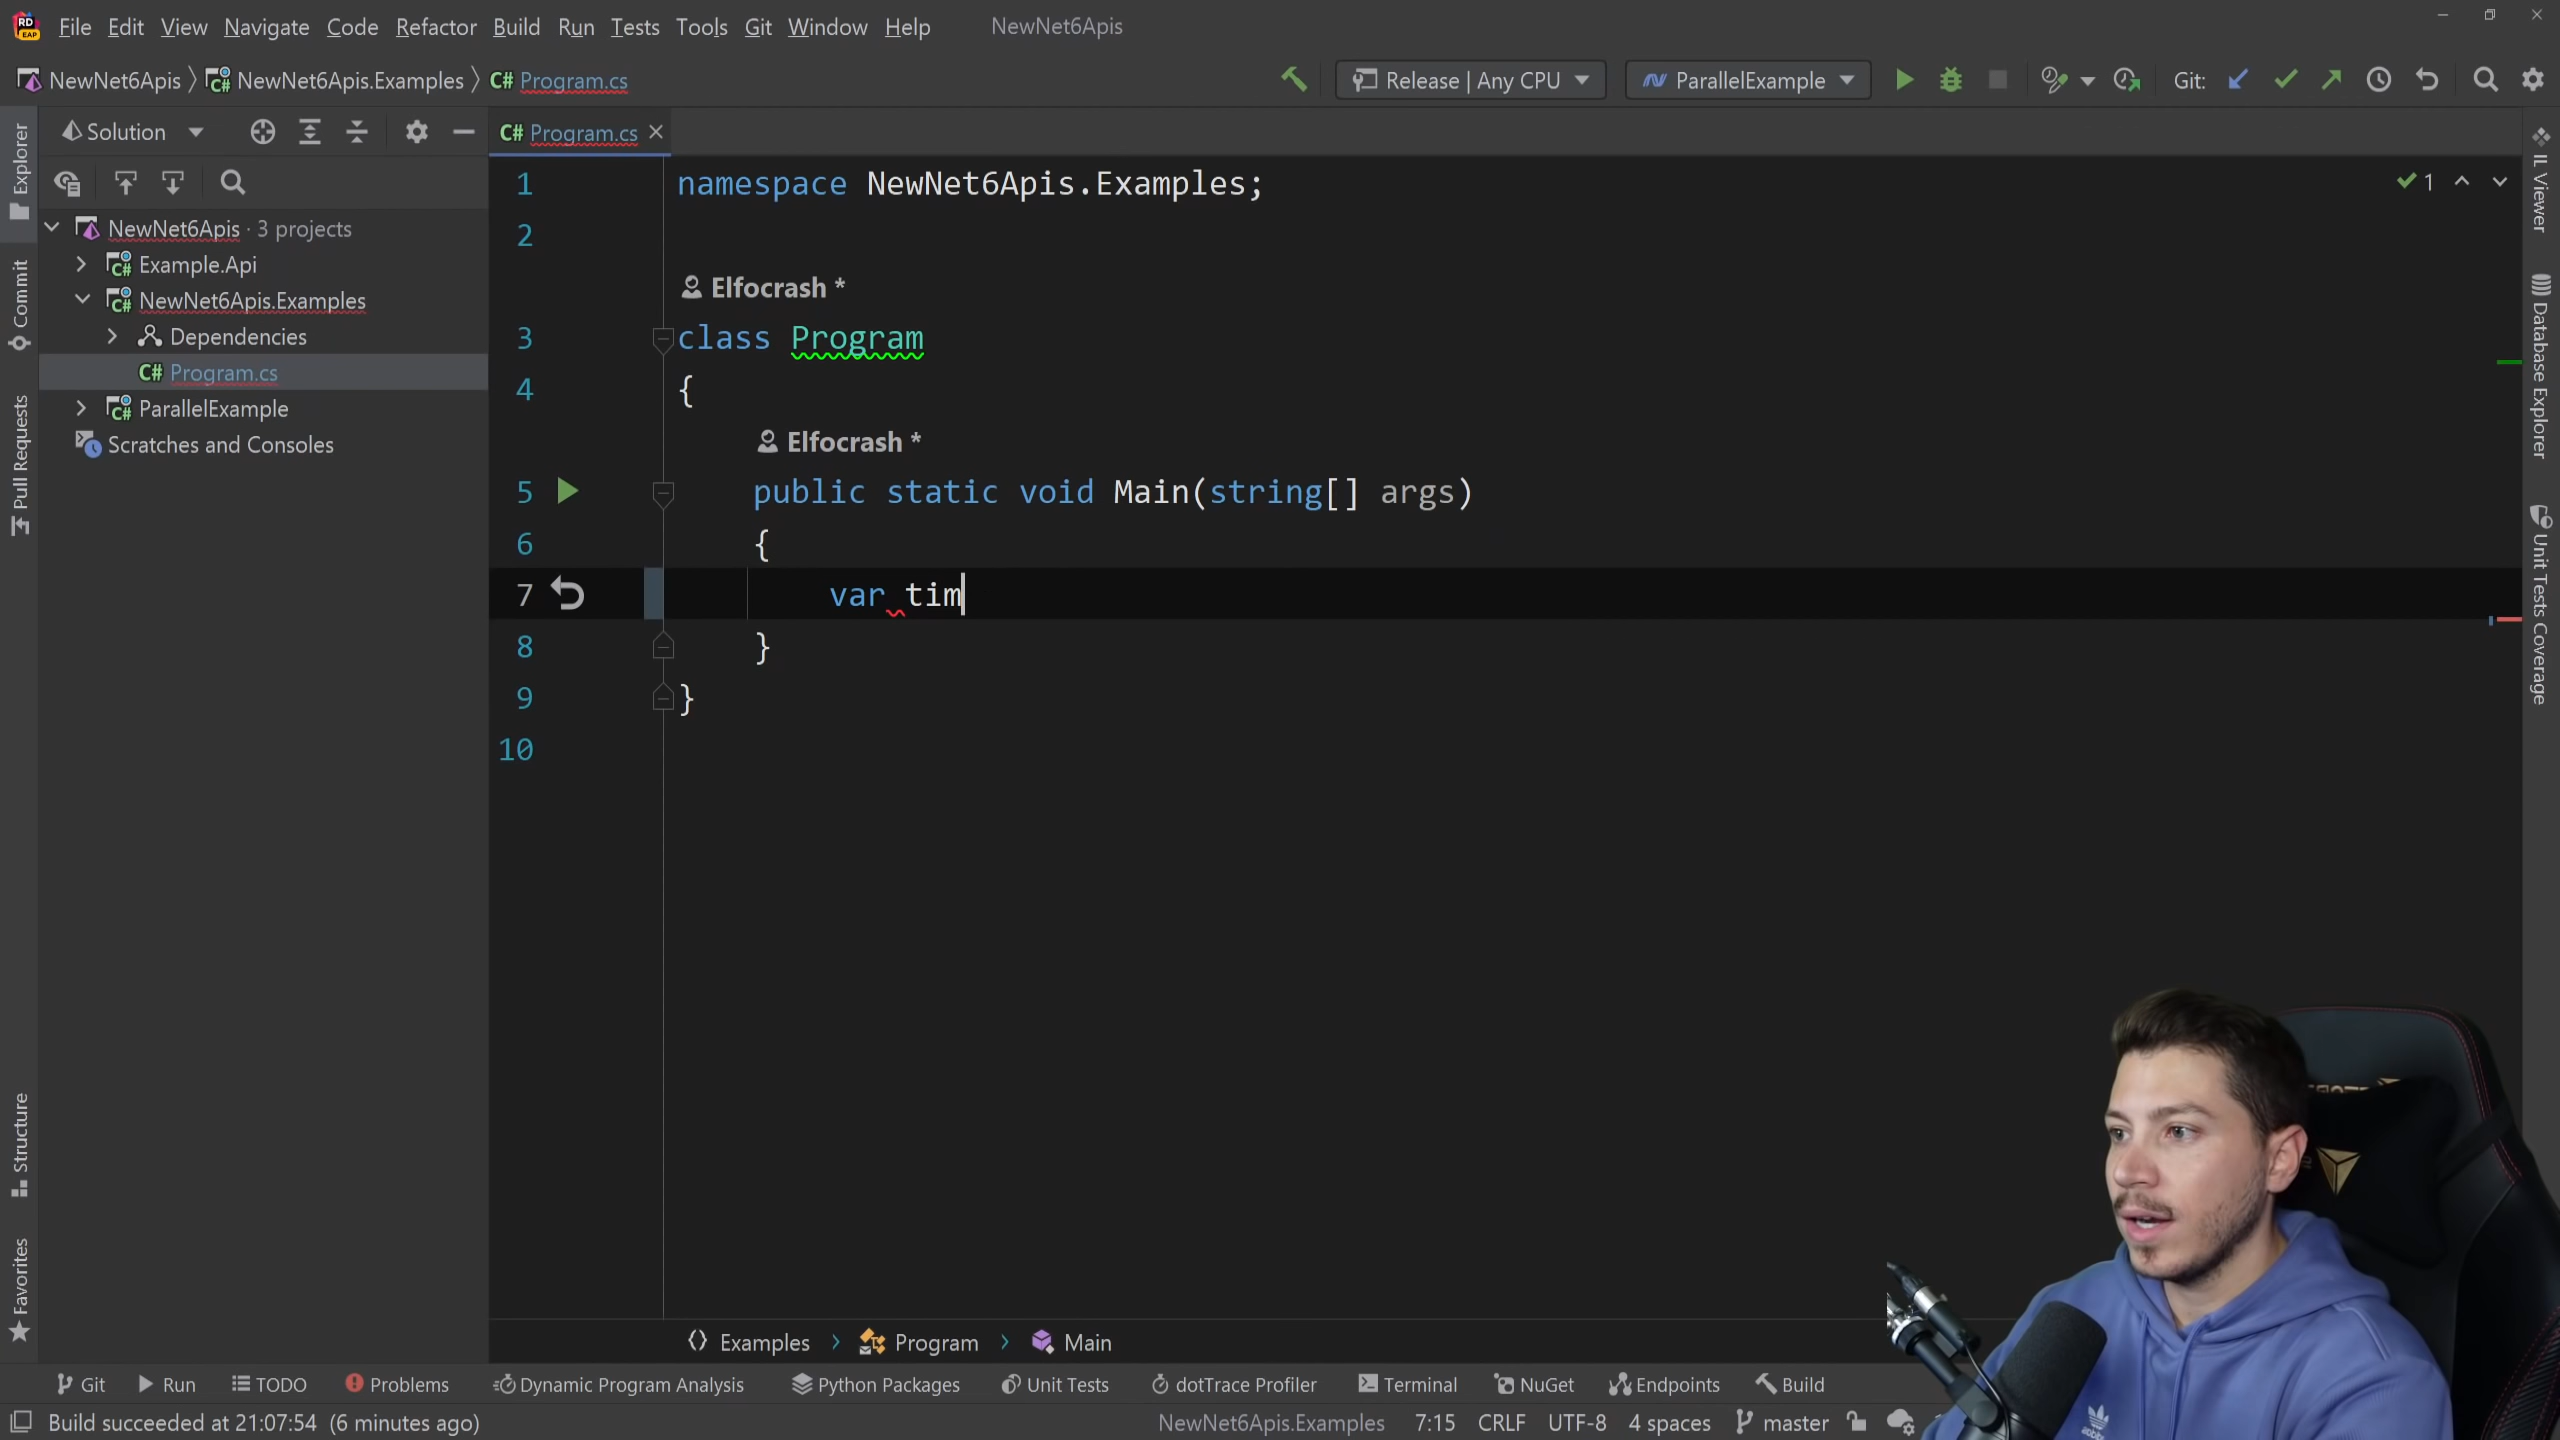 RD
EAP
File Edit View Navigate Code Refactor Build Run Tests Tools Git Window Help NewNet6Apis
NewNet6Apis NewNet6Apis.Examples C# Program.cs Release | Any CPU ParallelExample Git:
Solution
C# Program.cs
Explorer
Commit
Pull Requests
Structure
Favorites
NewNet6Apis · 3 projects
C# Example.Api
C# NewNet6Apis.Examples
Dependencies
C# Program.cs
C# ParallelExample
Scratches and Consoles
1 namespace NewNet6Apis.Examples;
2
Elfocrash *
3 class Program
4 {
Elfocrash *
5 public static void Main(string[] args)
6 {
7 var tim
8 }
9 }
10
1
IL Viewer
Database Explorer
Unit Tests Coverage
Examples Program Main
Git Run TODO Problems Dynamic Program Analysis Python Packages Unit Tests dotTrace Profiler Terminal NuGet Endpoints Build
Build succeeded at 21:07:54 (6 minutes ago) NewNet6Apis.Examples 7:15 CRLF UTF-8 4 spaces master